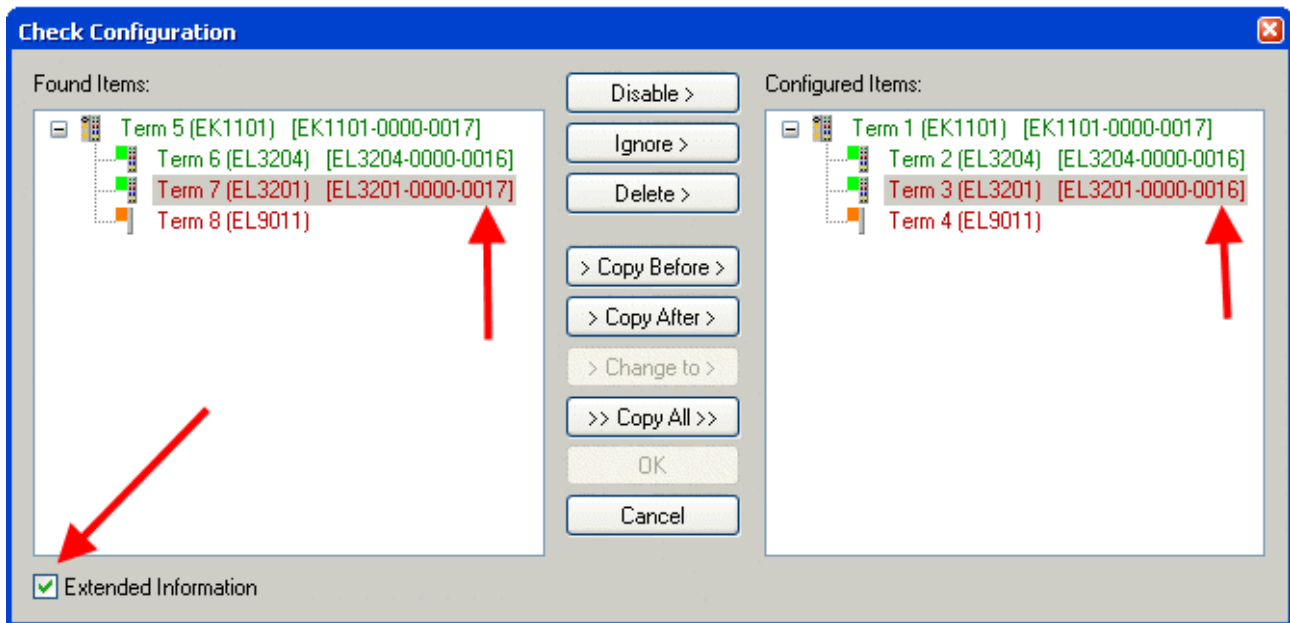 Check Configuration
Found Items:
Term 5 (EK1101) [EK1101-0000-0017]
Term 6 (EL3204) [EL3204-0000-0016]
Term 7 (EL3201) [EL3201-0000-0017]
Term 8 (EL9011)
Disable >
Ignore >
Delete >
> Copy Before >
> Copy After >
> Change to >
>> Copy All >>
OK
Cancel
Configured Items:
Term 1 (EK1101) [EK1101-0000-0017]
Term 2 (EL3204) [EL3204-0000-0016]
Term 3 (EL3201) [EL3201-0000-0016]
Term 4 (EL9011)
Extended Information